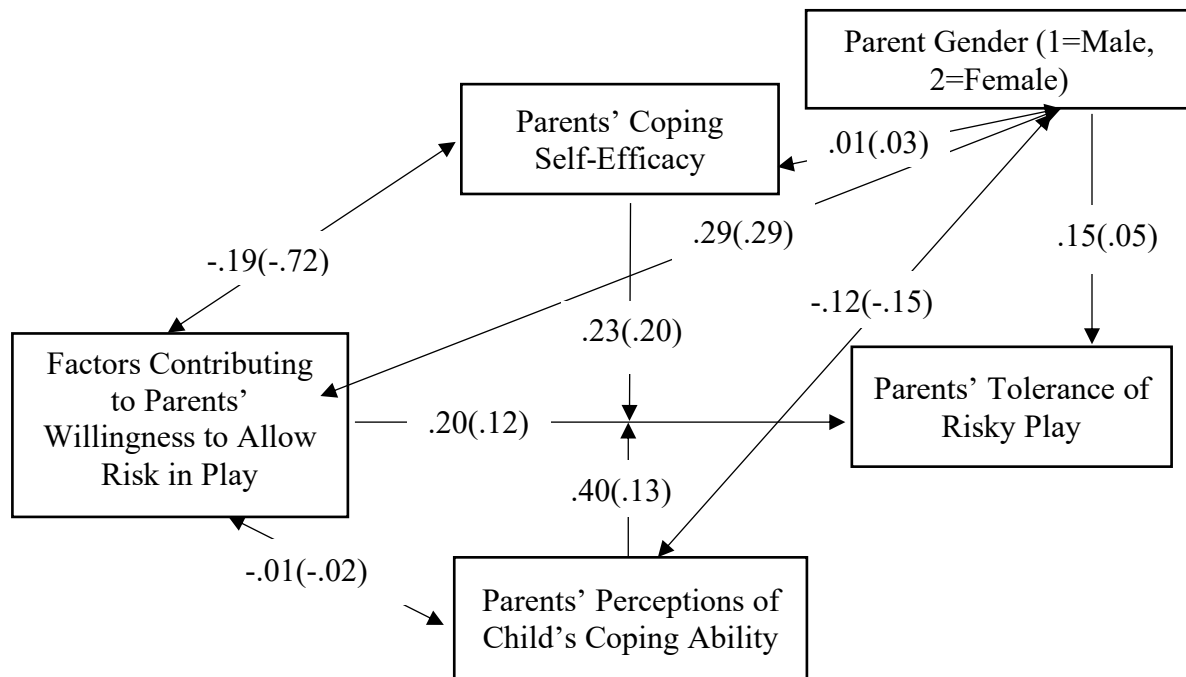 Parent Gender (1=Male,
2=Female)
Parents’ Coping
Self-Efficacy
.01(.03)
.29(.29)
.15(.05)
-.19(-.72)
-.12(-.15)
.23(.20)
Factors Contributing
to Parents’
Willingness to Allow
Risk in Play
Parents’ Tolerance of
Risky Play
.20(.12)
.40(.13)
-.01(-.02)
Parents’ Perceptions of
Child’s Coping Ability